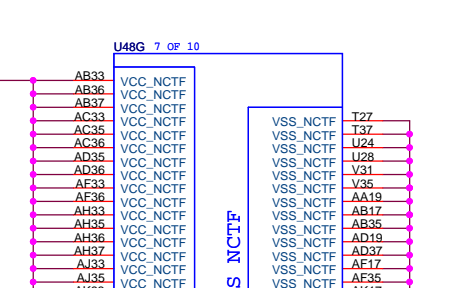 U48G 7 OF 10
AB33 VCC_NCTF
AB36 VCC_NCTF
AB37 VCC_NCTF
AC33 VCC_NCTF VSS_NCTF T27
AC35 VCC_NCTF VSS_NCTF T37
AC36 VCC_NCTF VSS_NCTF U24
AD35 VCC_NCTF VSS_NCTF U28
AD36 VCC_NCTF VSS_NCTF V31
AF33 VCC_NCTF VSS_NCTF V35
AF36 VCC_NCTF VSS_NCTF AA19
AH33 VCC_NCTF VSS_NCTF AB17
AH35 VCC_NCTF VSS_NCTF AB35
AH36 VCC_NCTF VSS_NCTF AD19
AH37 VCC_NCTF VSS_NCTF AD37
AJ33 VCC_NCTF VSS_NCTF AF17
AJ35 VCC_NCTF VSS_NCTF AF35
S NCTF